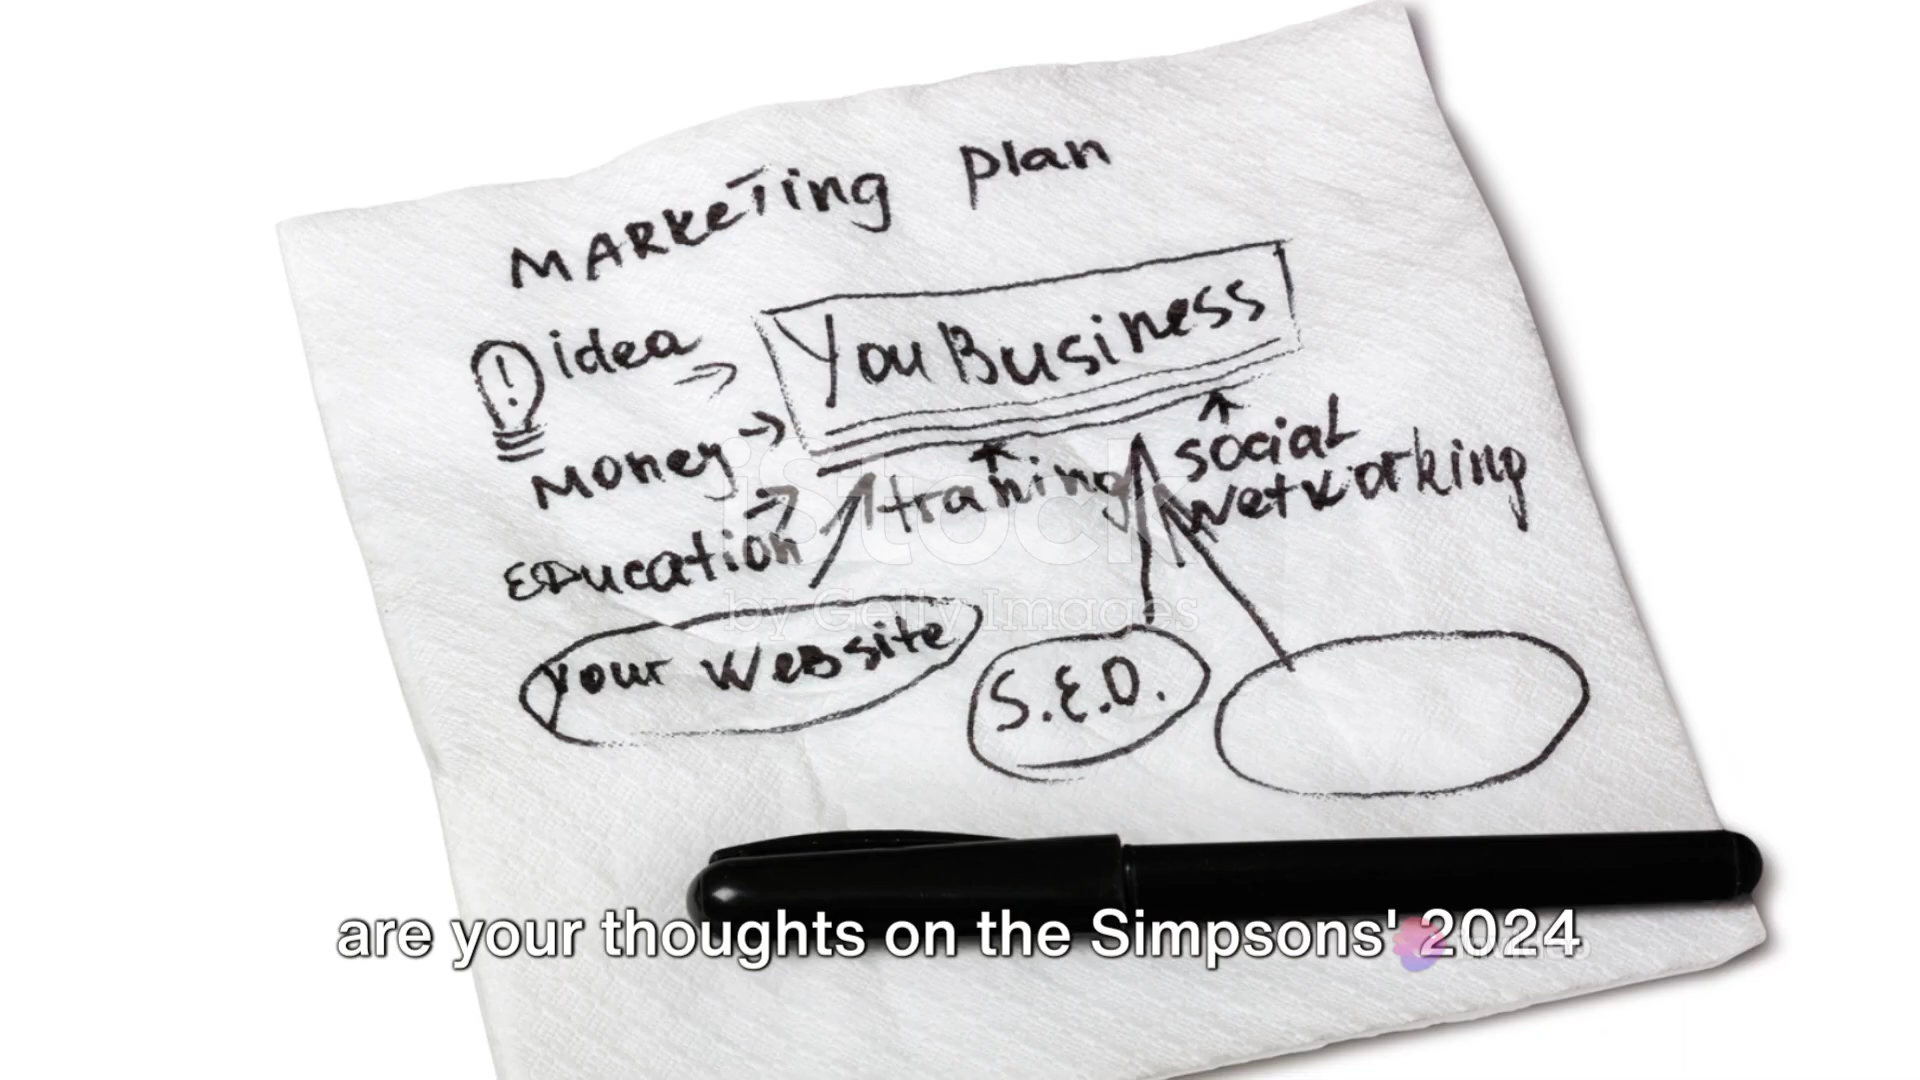 MARKeTing plan
idea
You Business
Money
training
social
Networking
EDucation
your Website
S.E.O.
iStock
by Getty Images
are your thoughts on the Simpsons' 2024